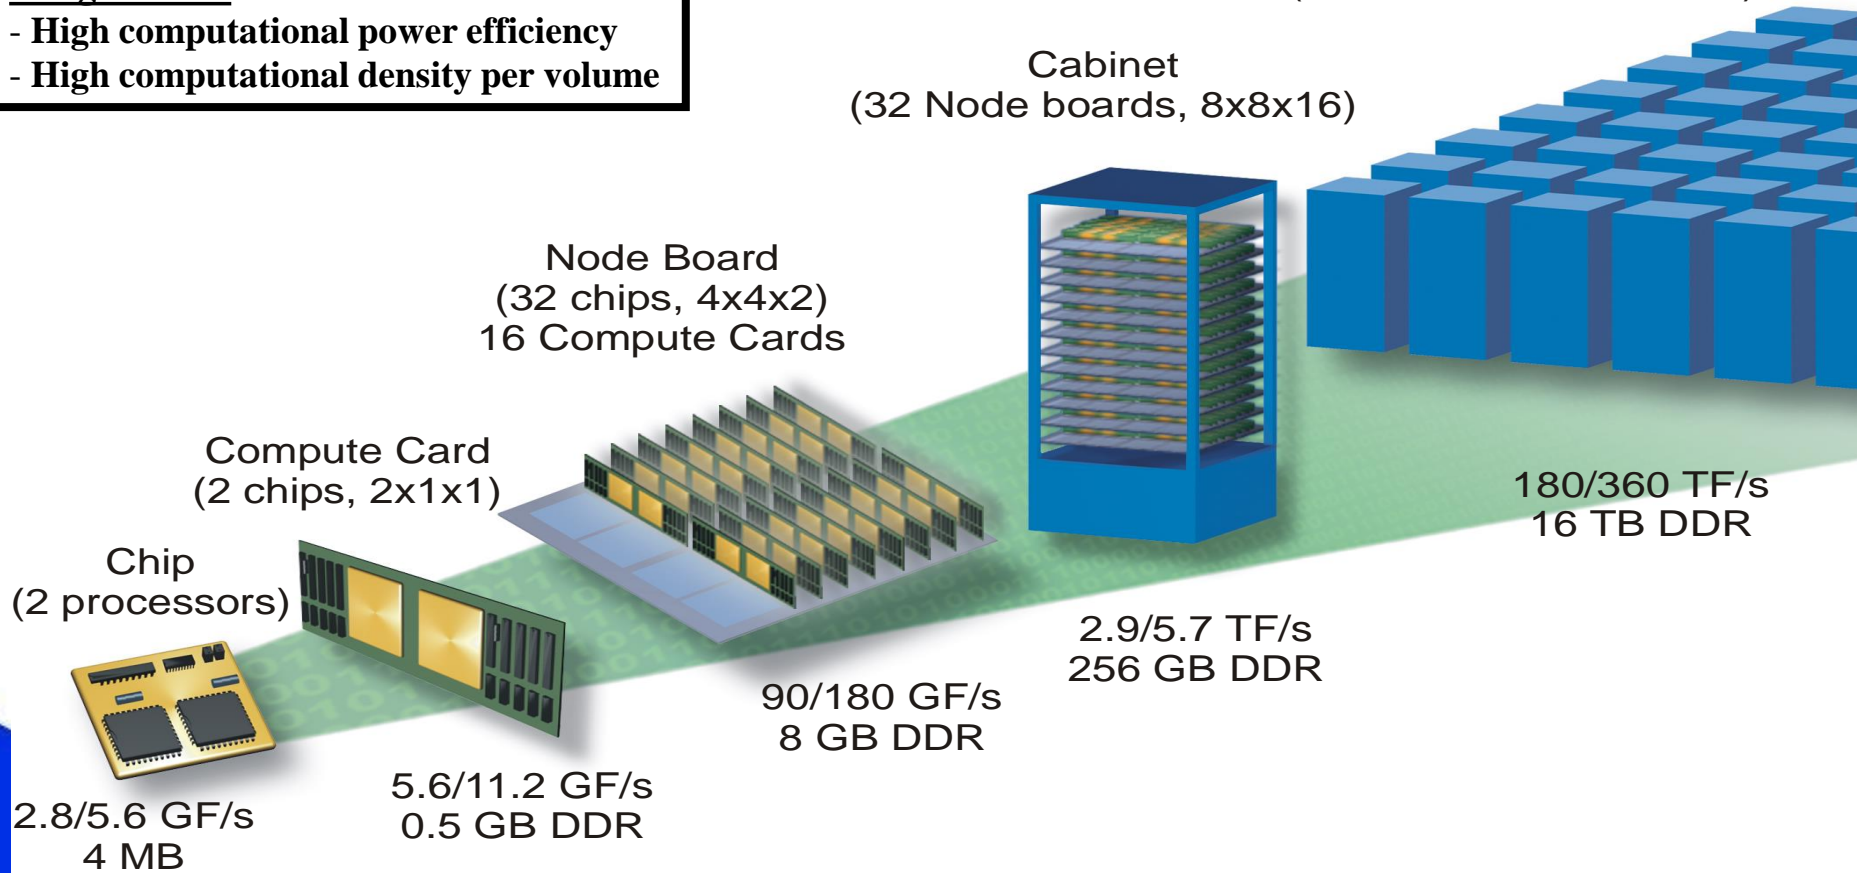 - High computational power efficiency
- High computational density per volume
Cabinet
(32 Node boards, 8x8x16)
Node Board
(32 chips, 4x4x2)
16 Compute Cards
Compute Card
(2 chips, 2x1x1)
Chip
(2 processors)
180/360 TF/s
16 TB DDR
2.9/5.7 TF/s
256 GB DDR
90/180 GF/s
8 GB DDR
5.6/11.2 GF/s
0.5 GB DDR
2.8/5.6 GF/s
4 MB